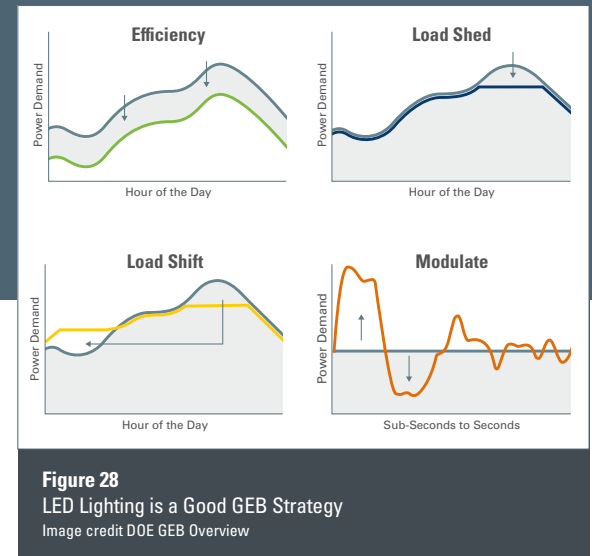 Efficiency
Power Demand
Hour of the Day
Load Shed
Power Demand
Hour of the Day
Load Shift
Power Demand
Hour of the Day
Modulate
Power Demand
Sub-Seconds to Seconds
Figure 28
LED Lighting is a Good GEB Strategy
Image credit DOE GEB Overview